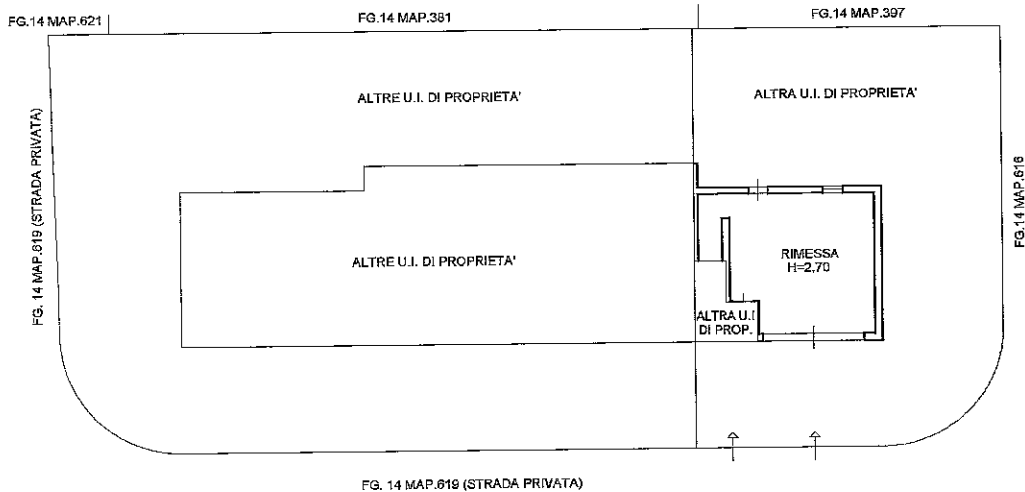 FG.14 MAP.621
FG.14 MAP.381
FG.14 MAP.397
ALTRE U.I. DI PROPRIETA'
ALTRA U.I. DI PROPRIETA'
FG. 14 MAP.619 (STRADA PRIVATA)
FG.14 MAP.616
ALTRE U.I. DI PROPRIETA'
RIMESSA
H=2,70
ALTRA U.I
DI PROP.
FG. 14 MAP.619 (STRADA PRIVATA)